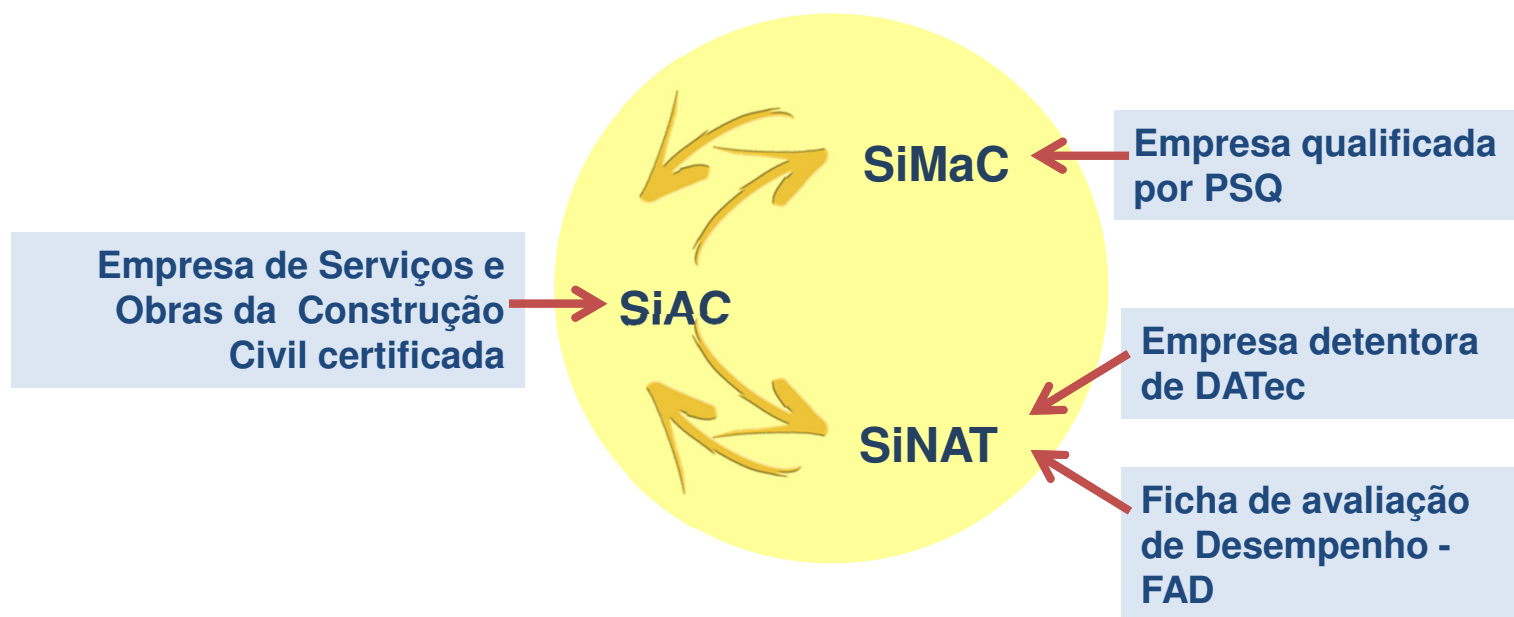 SiMaC
Empresa qualificada
por PSQ
Empresa de Serviços e
Obras da Construção
Civil certificada
SiAC
Empresa detentora
de DATec
SiNAT
Ficha de avaliação
de Desempenho -
FAD